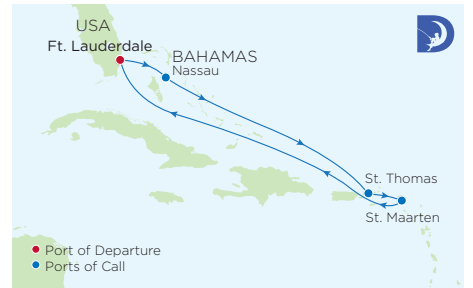 USA
Ft. Lauderdale
BAHAMAS
Nassau
St. Thomas
St. Maarten
Port of Departure
Ports of Call